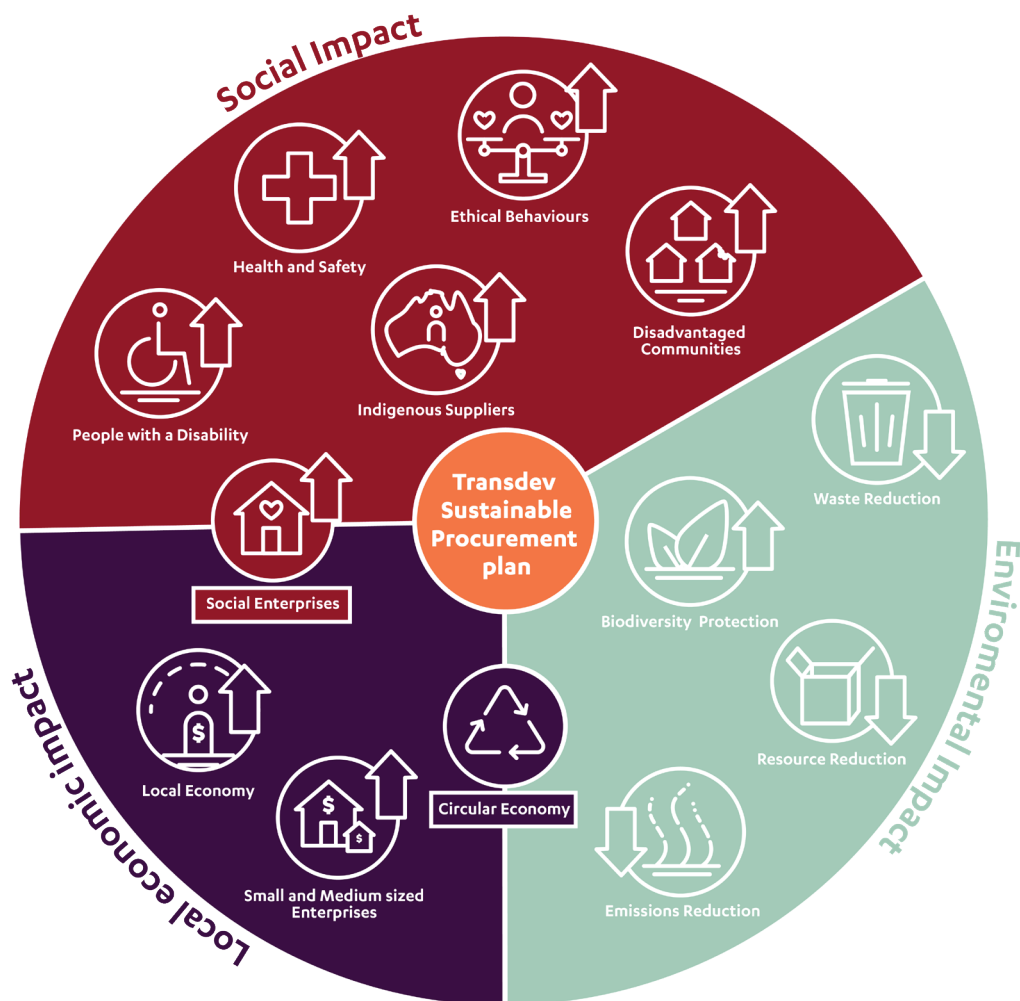 Social Impact
Ethical Behaviours
Health and Safety
Disadvantaged
Communities
Indigenous Suppliers
People with a Disability
Transdev
Sustainable
Procurement
plan
Social Enterprises
Waste Reduction
Biodiversity Protection
Resource Reduction
Emissions Reduction
Enviromental Impact
Circular Economy
Local Economy
$
Small and Medium sized
Enterprises
$
$
Local economic impact